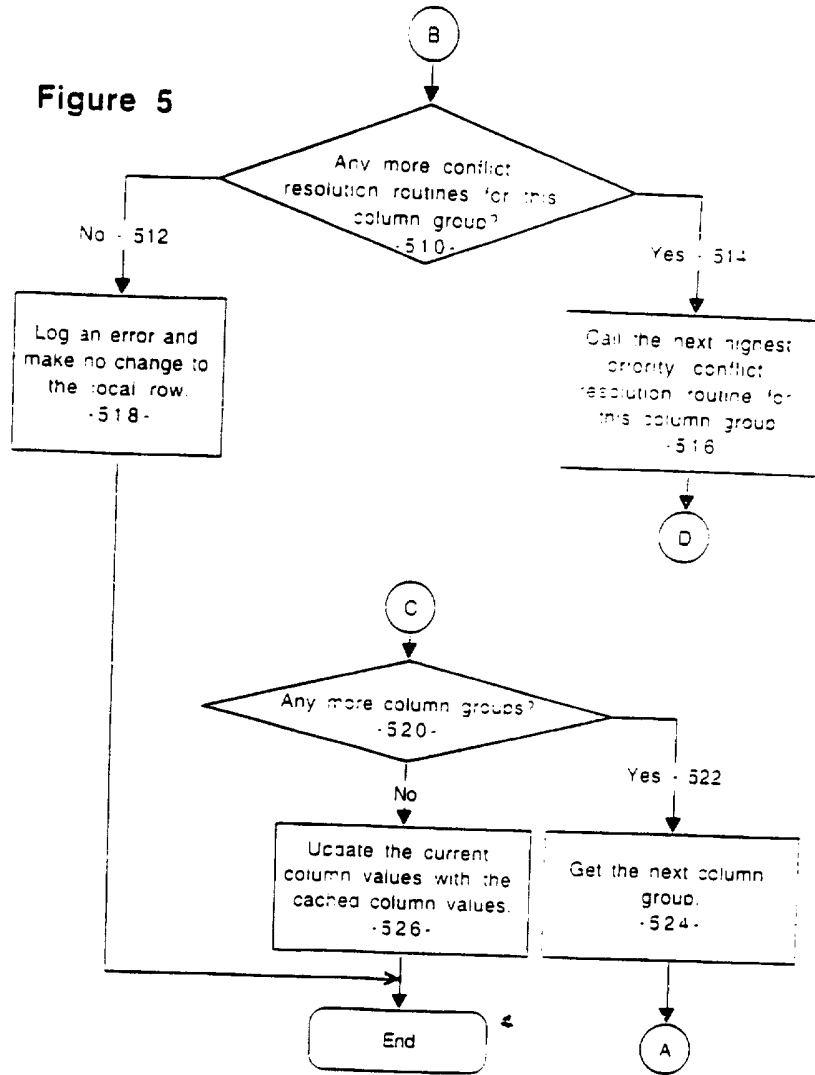 B
Figure 5
Any more conflict
resolution routines for this
column group?
-510-
No - 512
Yes - 514
Log an error and
make no change to
the local row.
-518-
Call the next highest
priority conflict
resolution routine for
this column group
-516
D
C
Any more column groups?
-520-
No
Yes - 522
Update the current
column values with the
cached column values.
-526-
Get the next column
group.
-524-
End
A